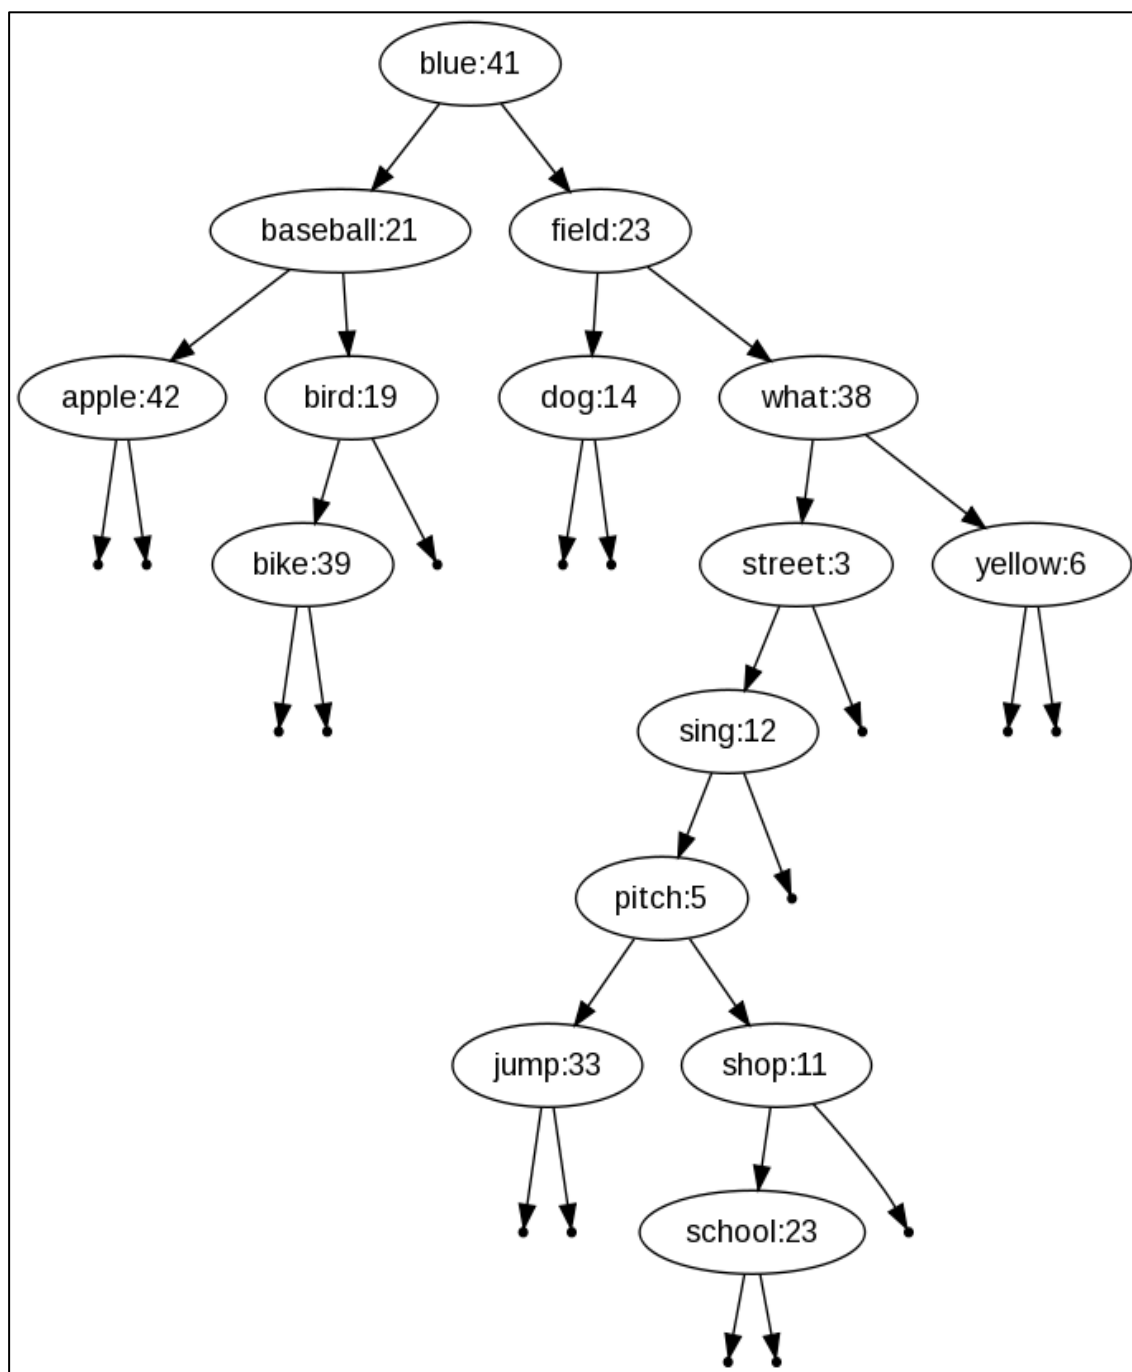 blue:41
baseball:21
field:23
apple:42
bird:19
dog:14
what:38
bike:39
street:3
yellow:6
sing:12
pitch:5
jump:33
shop:11
school:23